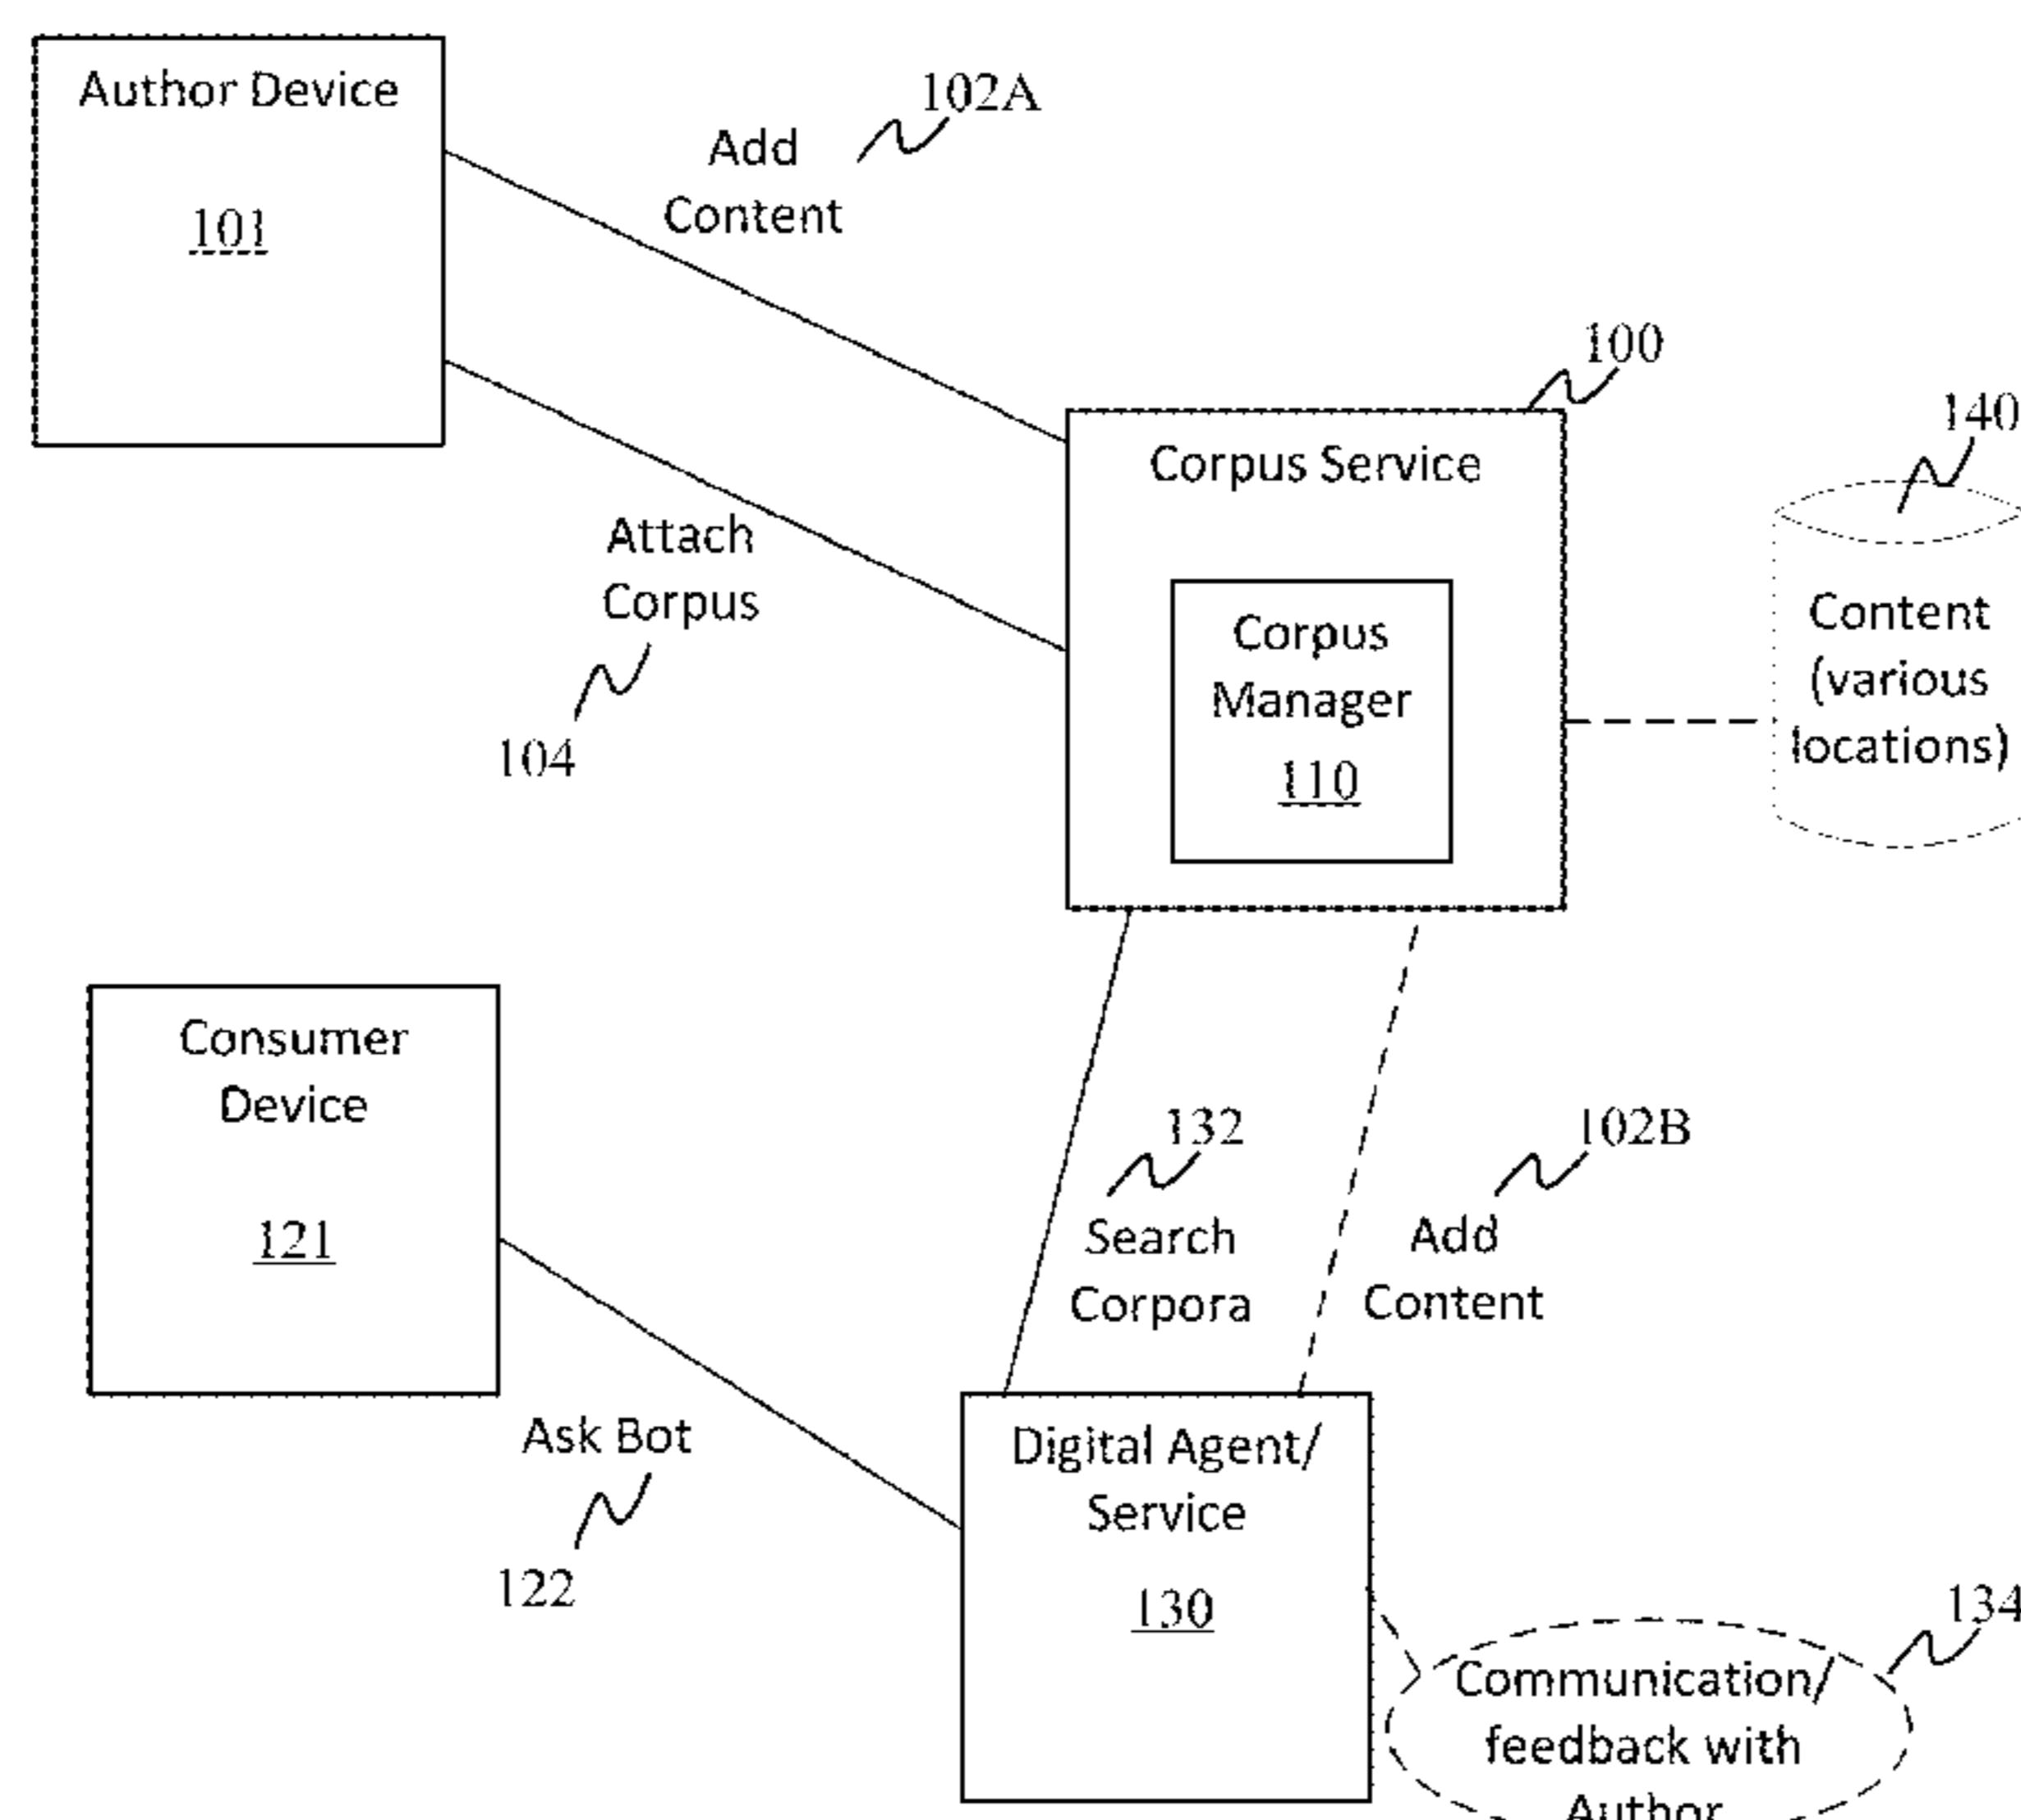 Author Device
101
102A
Add
Content
100
140
Corpus Service
Attach
Corpus
104
Corpus
Manager
110
Content
(various
locations)
Consumer
Device
121
132
102B
Search
Corpora
Add
Content
Ask Bot
122
Digital Agent/
Service
130
134
Communication/
feedback with
Author